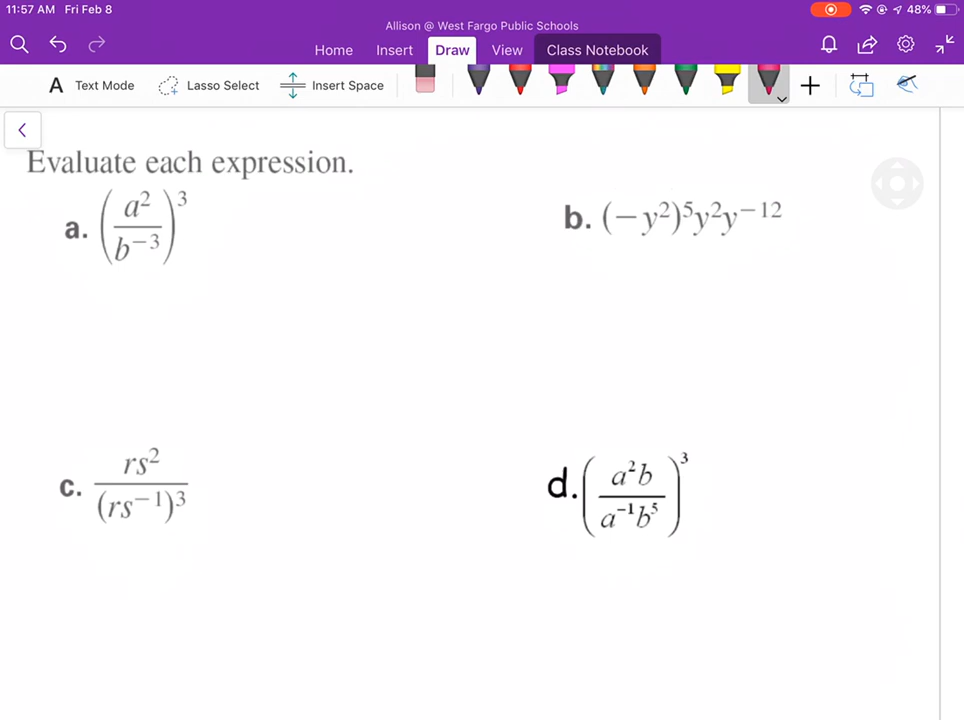 11:57 AM Fri Feb 8
48%
Allison @ West Fargo Public Schools
Home Insert Draw View Class Notebook
A Text Mode Lasso Select Insert Space
Evaluate each expression.
a. (a² / b⁻³)³
b. (−y²)⁵y²y⁻¹²
c. rs² / (rs⁻¹)³
d. (a²b / a⁻¹b⁵)³